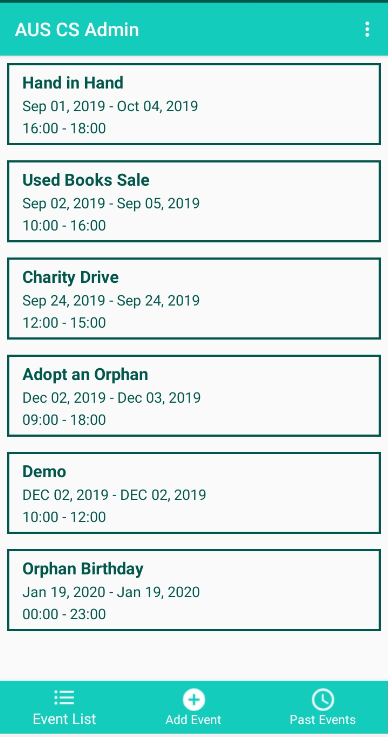 AUS CS Admin
Hand in Hand
Sep 01, 2019 - Oct 04, 2019
16:00 - 18:00
Used Books Sale
Sep 02, 2019 - Sep 05, 2019
10:00 - 16:00
Charity Drive
Sep 24, 2019 - Sep 24, 2019
12:00 - 15:00
Adopt an Orphan
Dec 02, 2019 - Dec 03, 2019
09:00 - 18:00
Demo
DEC 02, 2019 - DEC 02, 2019
10:00 - 12:00
Orphan Birthday
Jan 19, 2020 - Jan 19, 2020
00:00 - 23:00
Event List
Add Event
Past Events